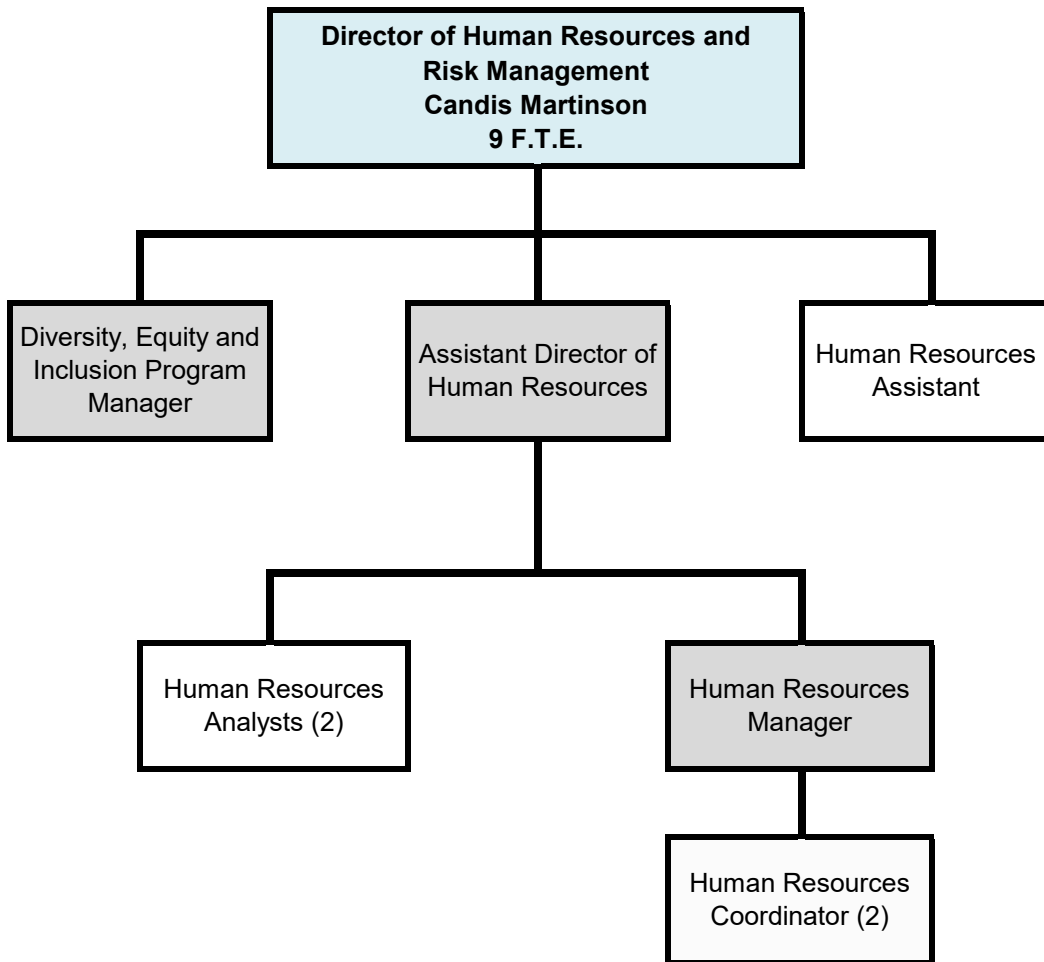 Director of Human Resources and
Risk Management
Candis Martinson
9 F.T.E.
Diversity, Equity and
Inclusion Program
Manager
Assistant Director of
Human Resources
Human Resources
Assistant
Human Resources
Analysts (2)
Human Resources
Manager
Human Resources
Coordinator (2)